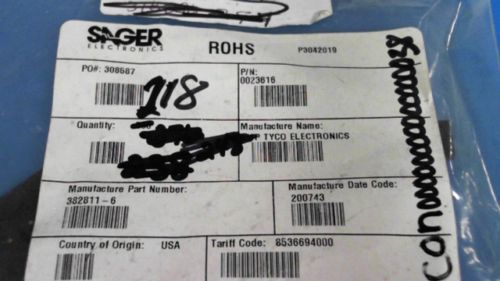 SAGER
ELECTRONICS
ROHS
P3042019
PO#: 308687
P/N:
0023616
218
Quantity:
Manufacture Name:
TYCO ELECTRONICS
Manufacture Part Number:
382811-6
Manufacture Date Code:
200743
Country of Origin: USA
Tariff Code: 8536694000